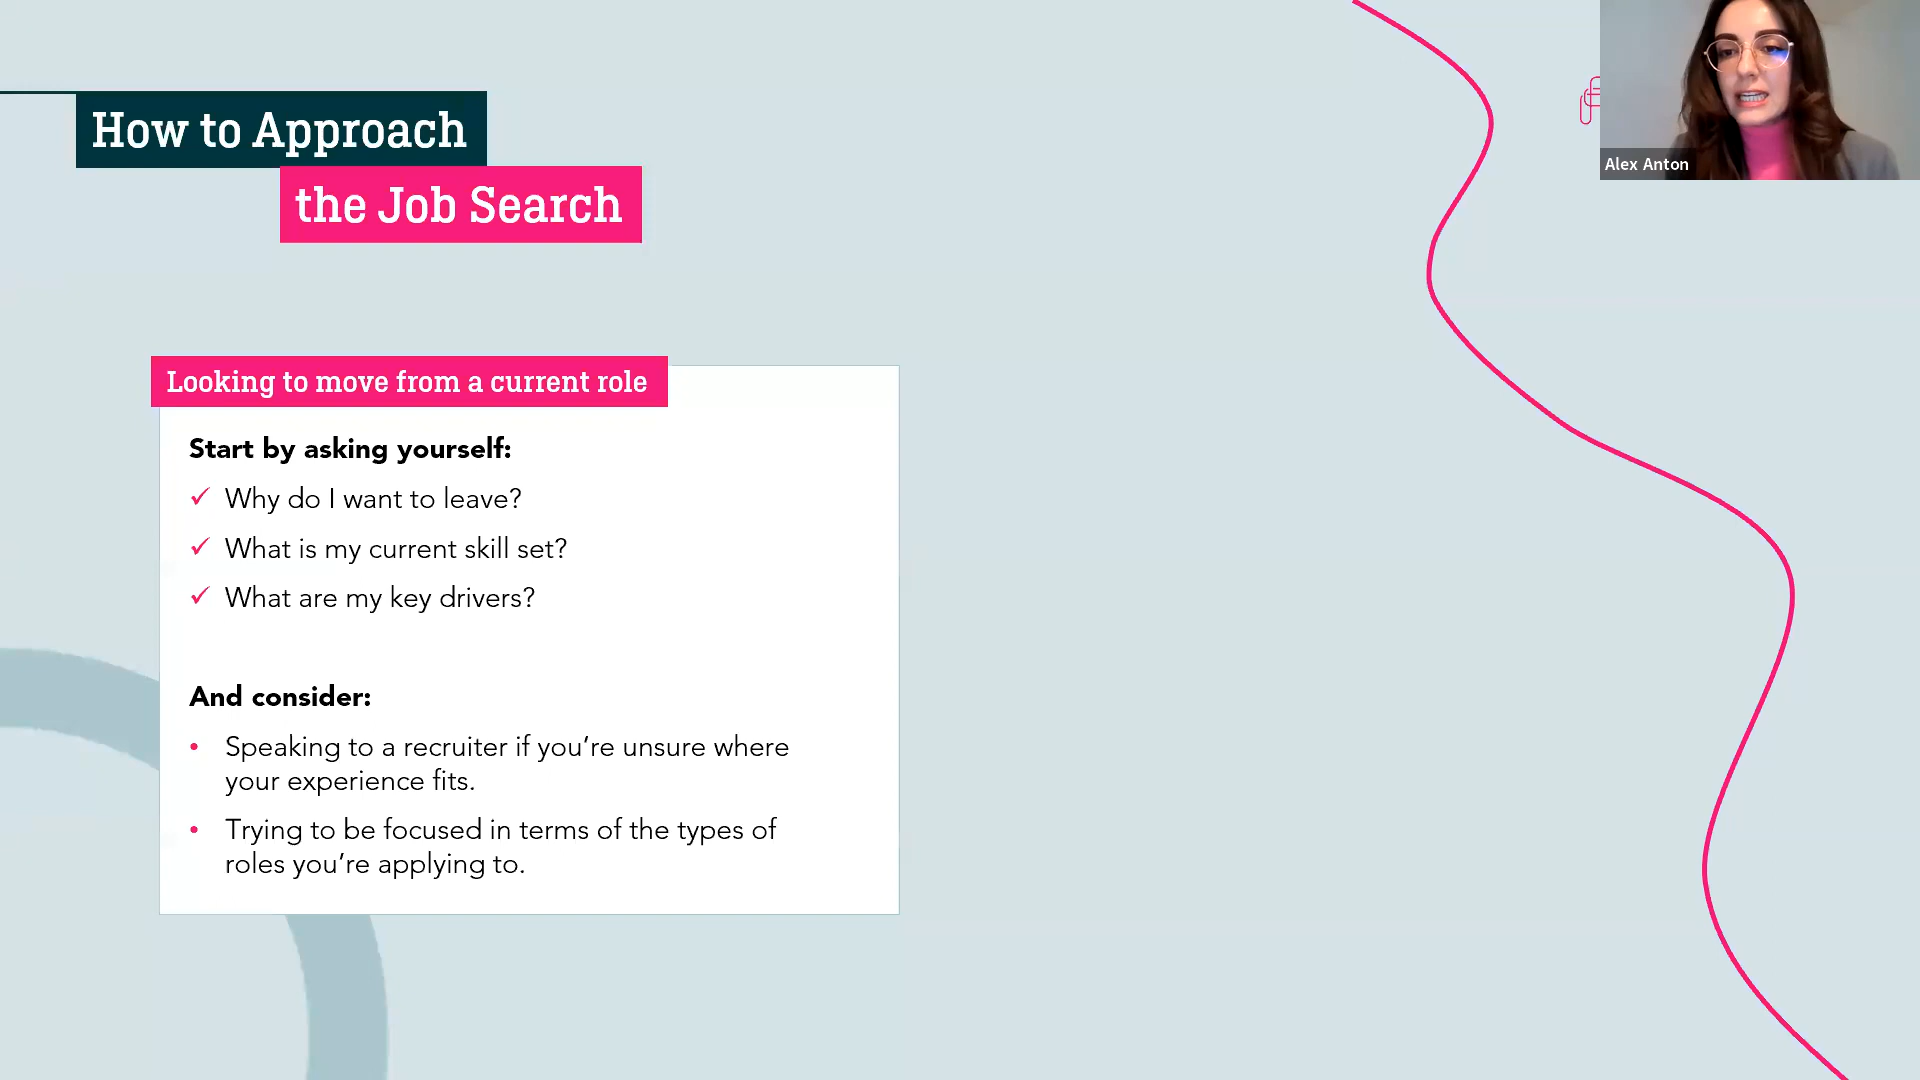 How to Approach
the Job Search
Alex Anton
Looking to move from a current role
Start by asking yourself:
✓ Why do I want to leave?
✓ What is my current skill set?
✓ What are my key drivers?
And consider:
• Speaking to a recruiter if you’re unsure where
your experience fits.
• Trying to be focused in terms of the types of
roles you’re applying to.